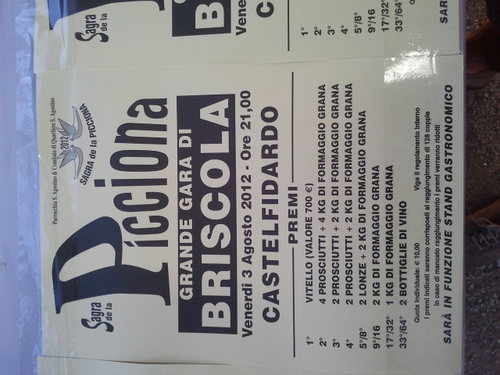 Parrocchia S. Agostino & Comitato di Quartiere S. Agostino
2012
SAGRA de la PICCIONA
Sagra
de la
Picciona
GRANDE GARA DI
BRISCOLA
Venerdì 3 Agosto 2012 - Ore 21,00
CASTELFIDARDO
PREMI
1° VITELLO (VALORE 700 €)
2° 4 PROSCIUTTI + 4 KG DI FORMAGGIO GRANA
3° 2 PROSCIUTTI + 2 KG DI FORMAGGIO GRANA
4° 2 PROSCIUTTI + 2 KG DI FORMAGGIO GRANA
5°/8° 2 LONZE + 2 KG DI FORMAGGIO GRANA
9°/16 2 KG DI FORMAGGIO GRANA
17°/32° 1 KG DI FORMAGGIO GRANA
33°/64° 2 BOTTIGLIE DI VINO
Quota Individuale: € 10,00 Vige il regolamento interno
I premi indicati saranno corrisposti al raggiungimento di 128 coppie
In caso di mancato raggiungimento i premi verranno ridotti
SARÀ IN FUNZIONE STAND GASTRONOMICO
Sagra
de la
Venerdì
1°
2°
3°
4°
5°/8°
9°/16
17°/32°
33°/64°